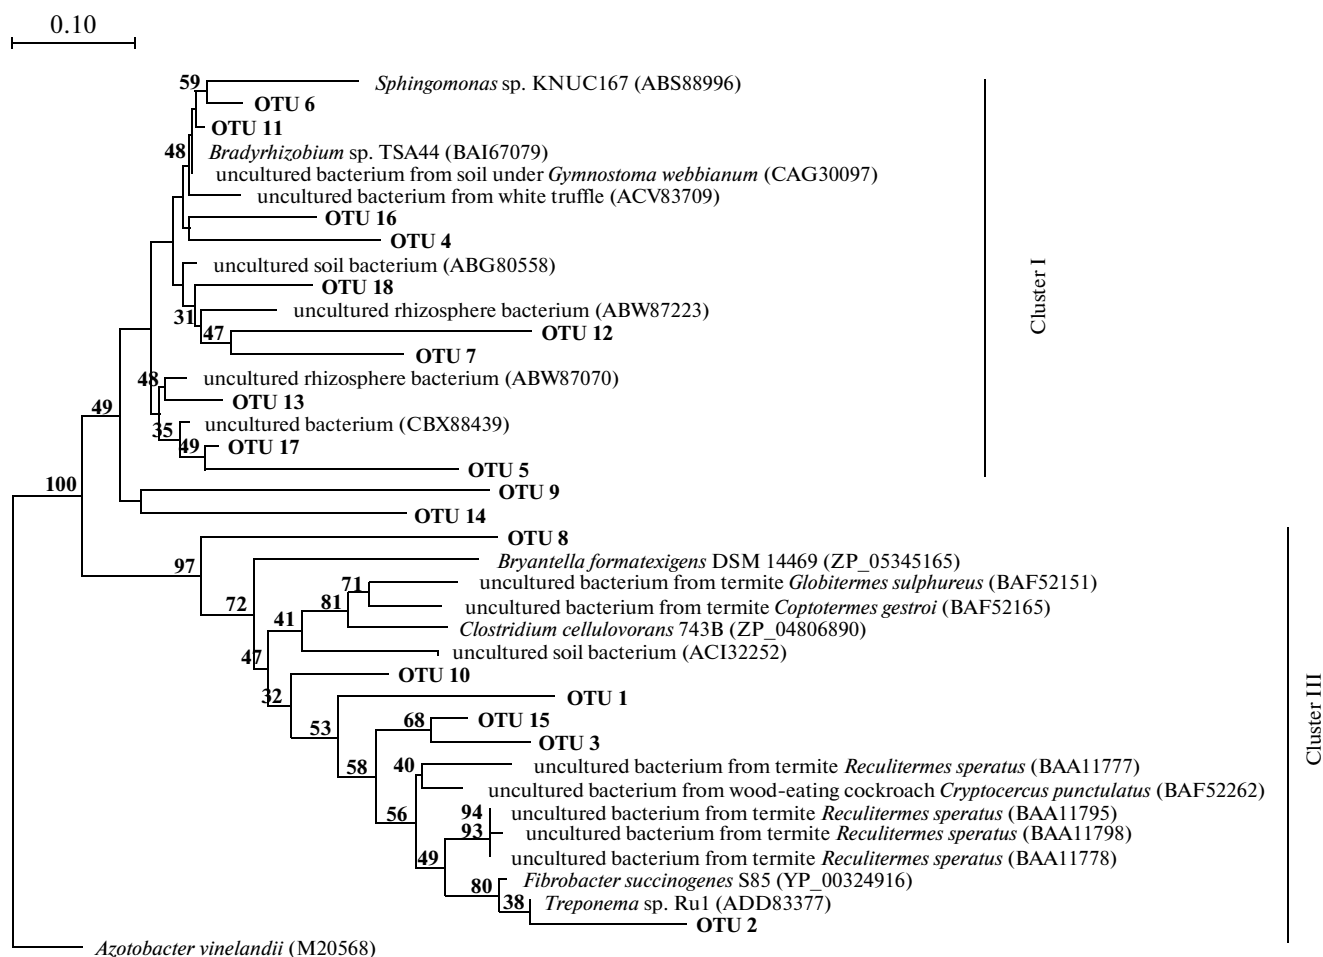 0.10
59
Sphingomonas sp. KNUC167 (ABS88996)
OTU 6
OTU 11
48
Bradyrhizobium sp. TSA44 (BAI67079)
uncultured bacterium from soil under Gymnostoma webbianum (CAG30097)
uncultured bacterium from white truffle (ACV83709)
OTU 16
OTU 4
uncultured soil bacterium (ABG80558)
OTU 18
uncultured rhizosphere bacterium (ABW87223)
31
47
OTU 12
OTU 7
48
uncultured rhizosphere bacterium (ABW87070)
OTU 13
49
uncultured bacterium (CBX88439)
35
49
OTU 17
OTU 5
Cluster I
100
OTU 9
OTU 14
OTU 8
97
Bryantella formatexigens DSM 14469 (ZP_05345165)
71
uncultured bacterium from termite Globitermes sulphureus (BAF52151)
72
81
uncultured bacterium from termite Coptotermes gestroi (BAF52165)
41
Clostridium cellulovorans 743B (ZP_04806890)
47
uncultured soil bacterium (ACI32252)
OTU 10
32
OTU 1
53
68
OTU 15
OTU 3
58
40
uncultured bacterium from termite Reculitermes speratus (BAA11777)
uncultured bacterium from wood-eating cockroach Cryptocercus punctulatus (BAF52262)
56
94
uncultured bacterium from termite Reculitermes speratus (BAA11795)
93
uncultured bacterium from termite Reculitermes speratus (BAA11798)
49
uncultured bacterium from termite Reculitermes speratus (BAA11778)
80
Fibrobacter succinogenes S85 (YP_00324916)
38
Treponema sp. Ru1 (ADD83377)
OTU 2
Cluster III
Azotobacter vinelandii (M20568)